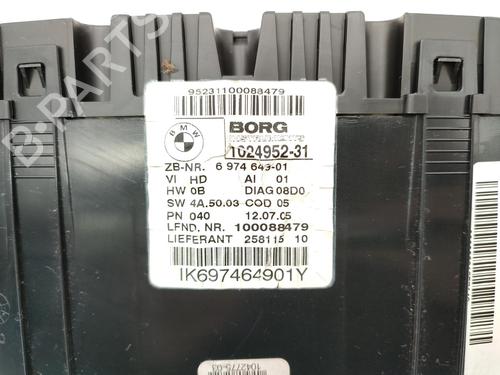 95231100088479
BMW
BORG
1024952-31
ZB-NR. 6 974 649-01
VI HD AI 01
HW 0B DIAG 08D0
SW 4A.50.03 COD 05
PN 040 12.07.05
LFND. NR. 100088479
LIEFERANT 258115 10
IK697464901Y
1042775-03
B-PARTS